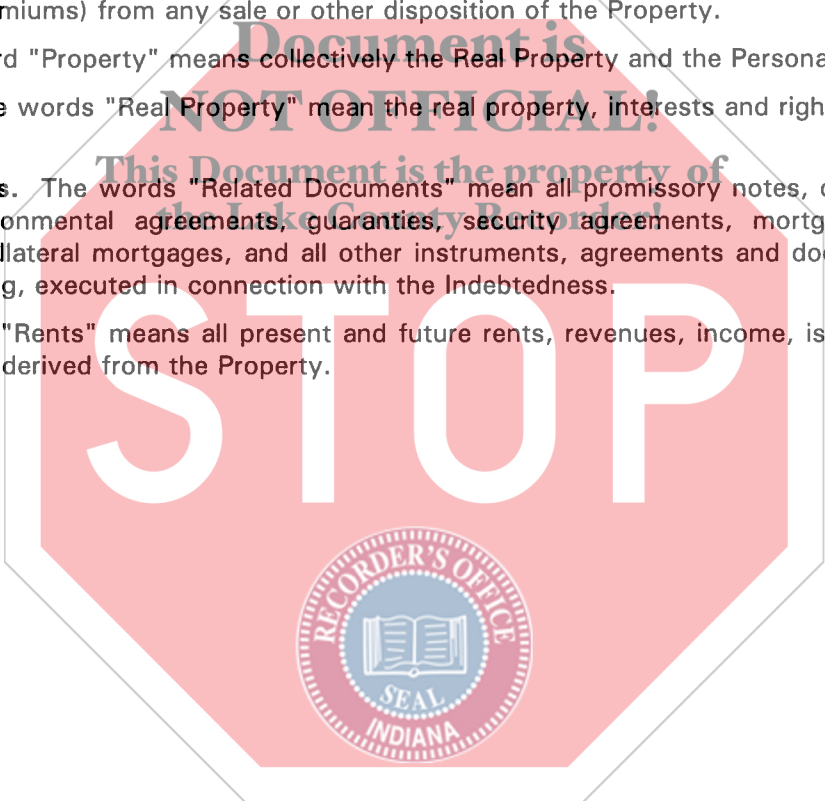 miums) from any sale or other disposition of the Property.
Document is
d "Property" means collectively the Real Property and the Persona
NOT OFFICIAL!
words "Real Property" mean the real property, interests and righ
This Document is the property of
s. The words "Related Documents" mean all promissory notes,
the Lake County Recorder!
onmental agreements, guaranties, security agreements, mortg
llateral mortgages, and all other instruments, agreements and do
g, executed in connection with the Indebtedness.
"Rents" means all present and future rents, revenues, income, is
derived from the Property.
STOP
RECORDER'S OFFICE
SEAL
INDIANA